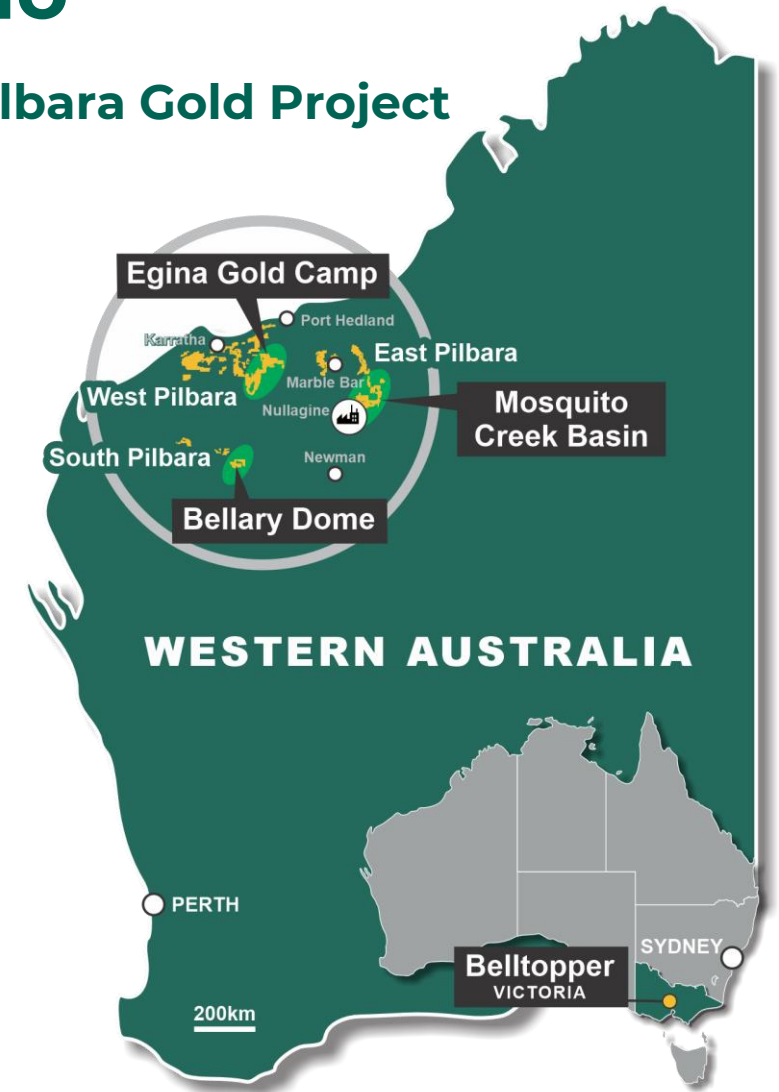 lbara Gold Project
Egina Gold Camp
Port Hedland
Karratha
East Pilbara
Marble Bar
West Pilbara
Nullagine
Mosquito
Creek Basin
South Pilbara
Newman
Bellary Dome
WESTERN AUSTRALIA
PERTH
SYDNEY
Belltopper
VICTORIA
200km